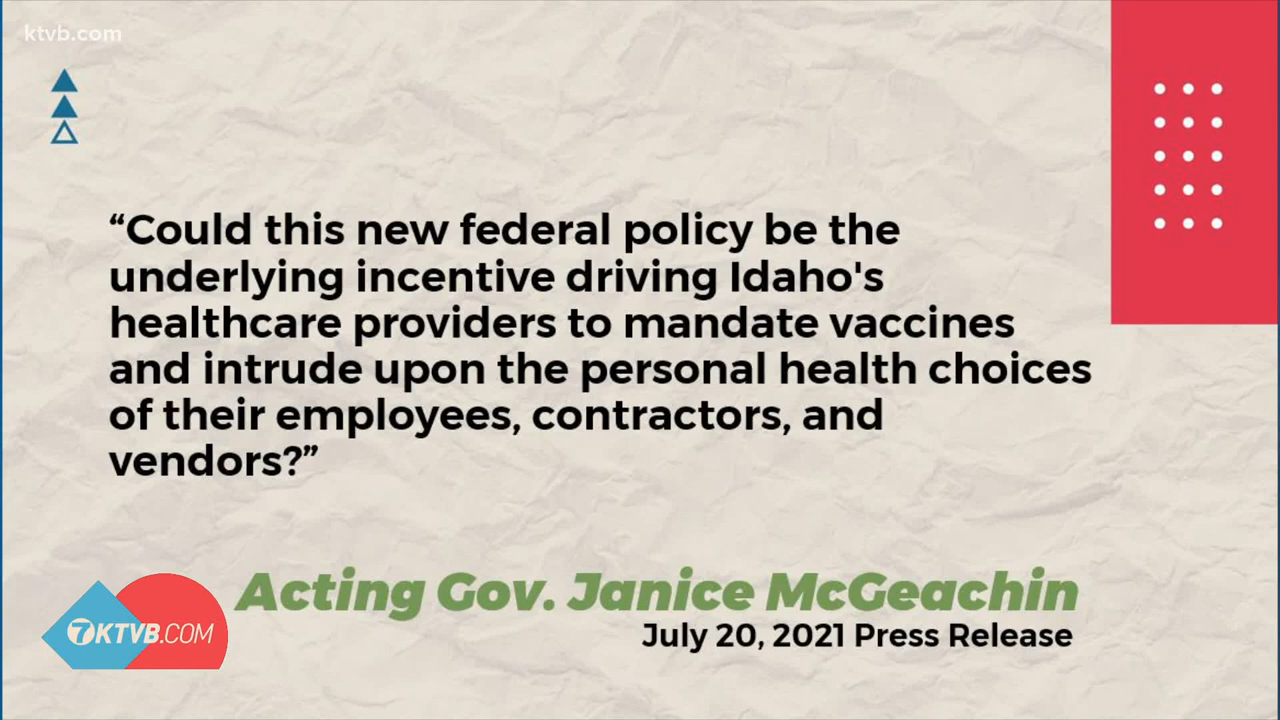 ktvb.com
“Could this new federal policy be the
underlying incentive driving Idaho's
healthcare providers to mandate vaccines
and intrude upon the personal health choices
of their employees, contractors, and
vendors?”
Acting Gov. Janice McGeachin
July 20, 2021 Press Release
7KTVB.COM